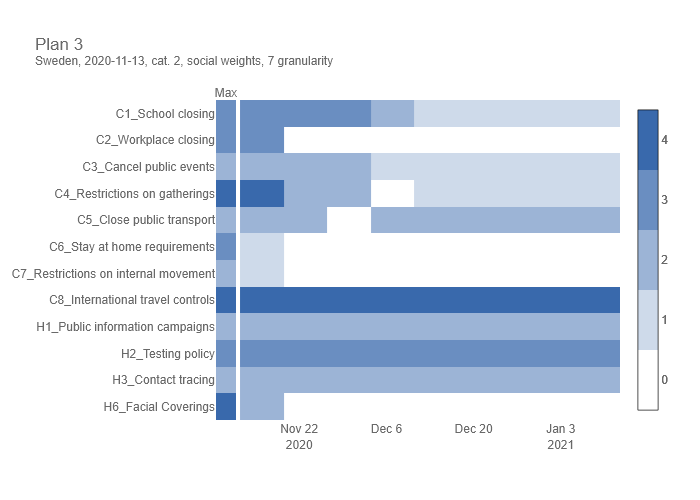 Plan 3
Sweden, 2020-11-13, cat. 2, social weights, 7 granularity
Max
C1_School closing
C2_Workplace closing
C3_Cancel public events
C4_Restrictions on gatherings
C5_Close public transport
C6_Stay at home requirements
C7_Restrictions on internal movement
C8_International travel controls
H1_Public information campaigns
H2_Testing policy
H3_Contact tracing
H6_Facial Coverings
4
3
2
1
0
Nov 22 Dec 6 Dec 20 Jan 3
2020 2021